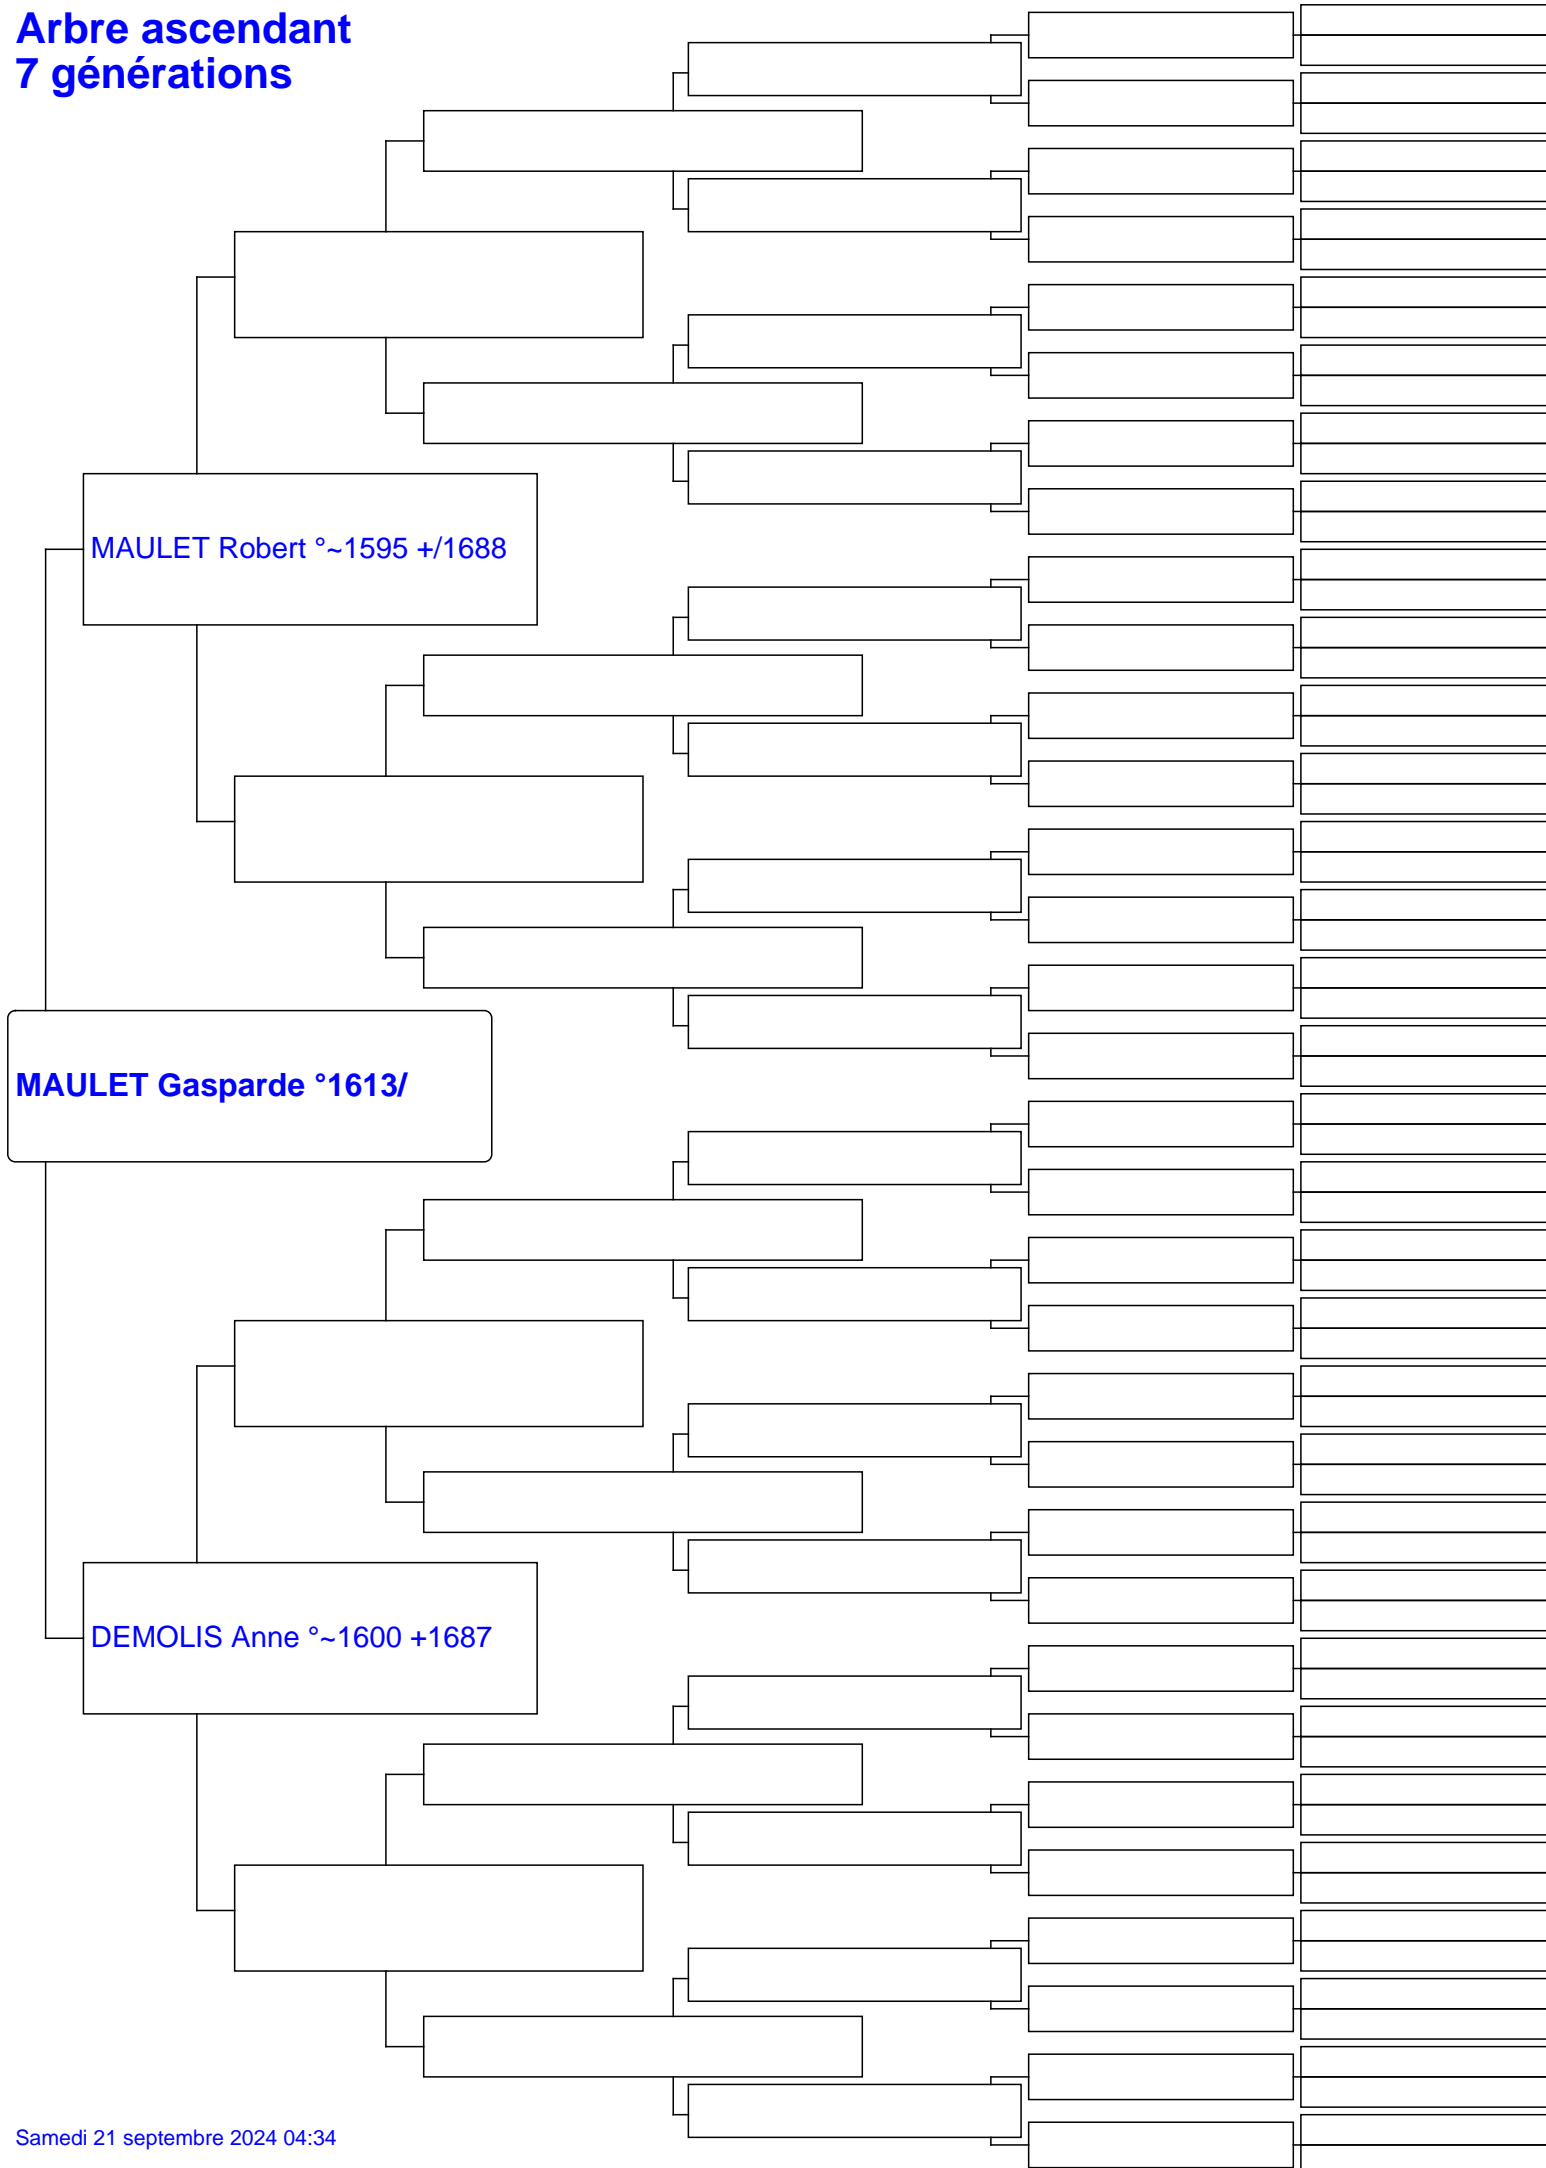 Arbre ascendant
7 générations
MAULET Robert °~1595 +/1688
MAULET Gasparde °1613/
DEMOLIS Anne °~1600 +1687
Samedi 21 septembre 2024 04:34